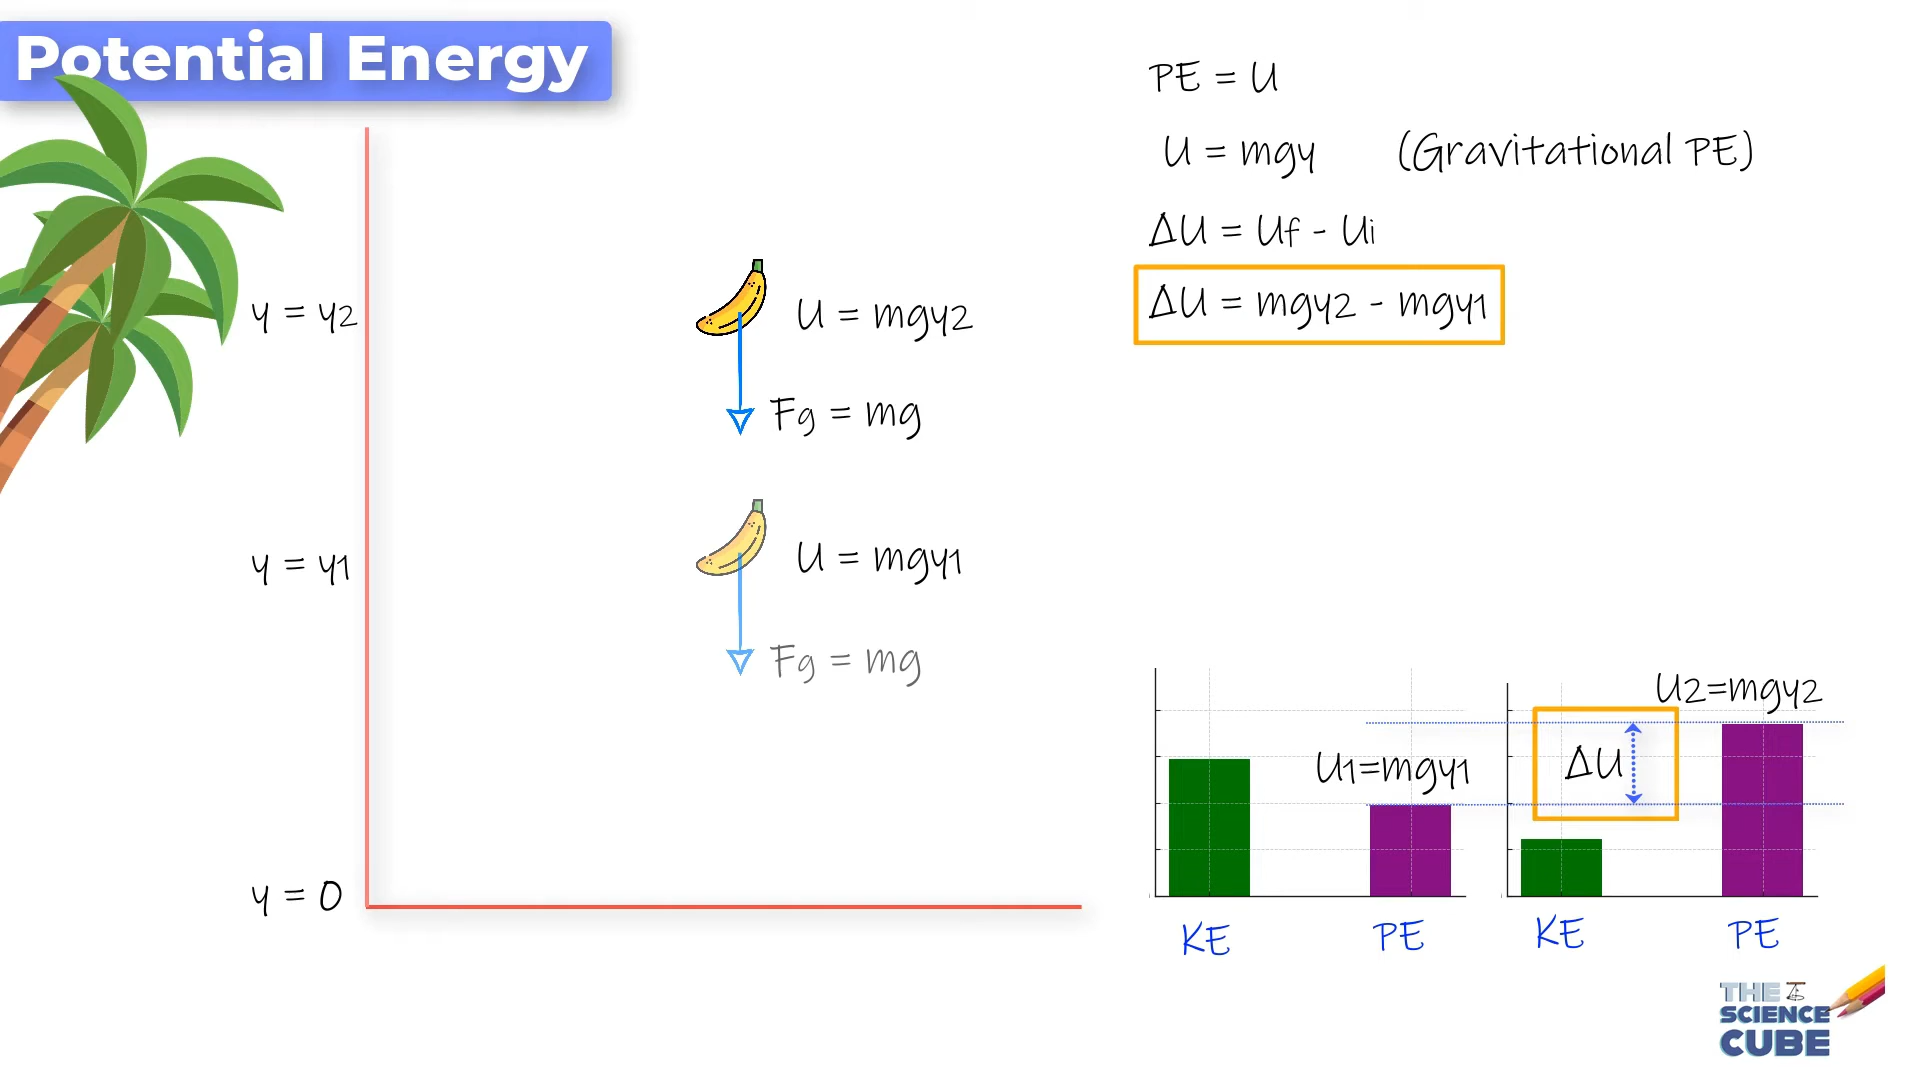 Potential Energy
PE = U
U = mgy (Gravitational PE)
ΔU = Uf - Ui
ΔU = mgy2 - mgy1
y = y2
U = mgy2
Fg = mg
y = y1
U = mgy1
Fg = mg
y = 0
U1=mgy1
U2=mgy2
ΔU
KE
PE
KE
PE
THE
SCIENCE
CUBE